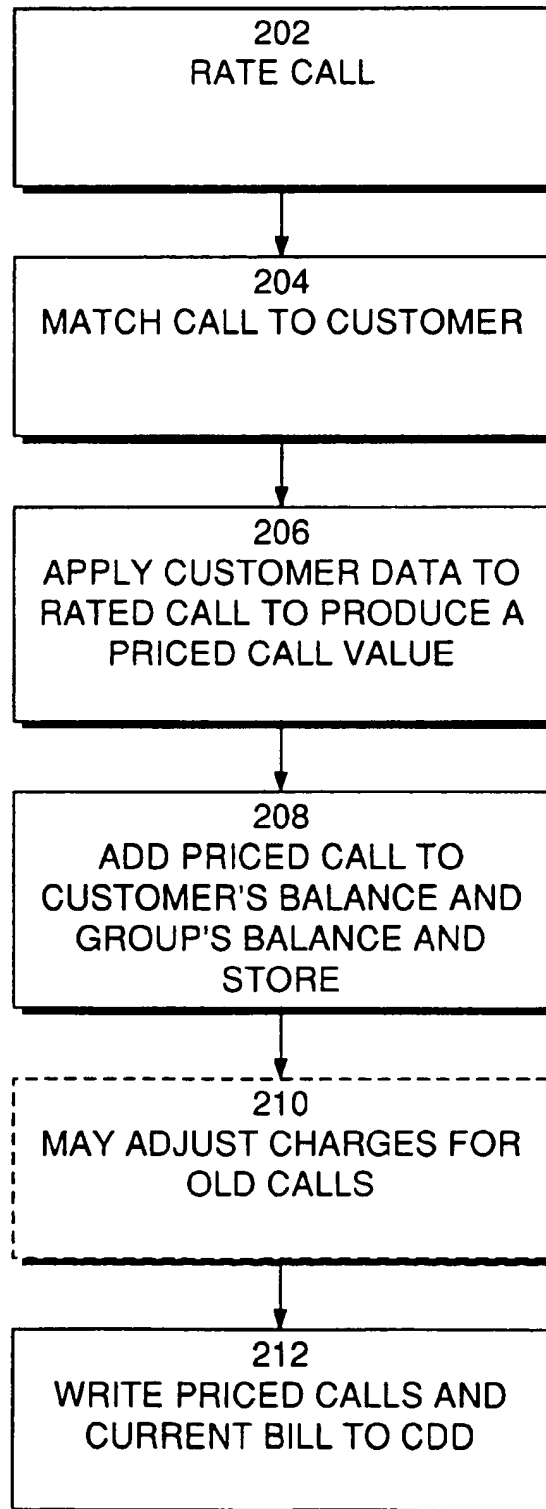 202
RATE CALL
204
MATCH CALL TO CUSTOMER
206
APPLY CUSTOMER DATA TO
RATED CALL TO PRODUCE A
PRICED CALL VALUE
208
ADD PRICED CALL TO
CUSTOMER'S BALANCE AND
GROUP'S BALANCE AND
STORE
210
MAY ADJUST CHARGES FOR
OLD CALLS
212
WRITE PRICED CALLS AND
CURRENT BILL TO CDD